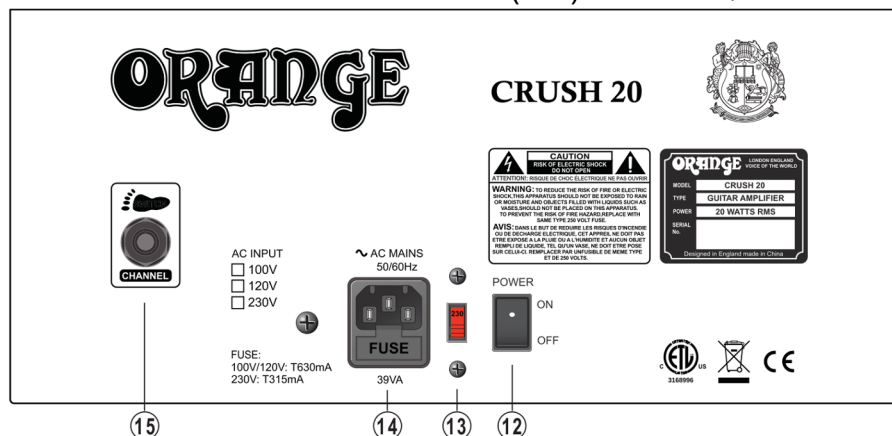 ORANGE
CRUSH 20
CAUTION
RISK OF ELECTRIC SHOCK
DO NOT OPEN
ATTENTION!: RISQUE DE CHOC ELECTRIQUE NE PAS OUVRIR
WARNING: TO REDUCE THE RISK OF FIRE OR ELECTRIC
SHOCK,THIS APPARATUS SHOULD NOT BE EXPOSED TO RAIN
OR MOISTURE AND OBJECTS FILLED WITH LIQUIDS SUCH AS
VASES,SHOULD NOT BE PLACED ON THIS APPARATUS.
TO PREVENT THE RISK OF FIRE HAZARD,REPLACE WITH
SAME TYPE 250 VOLT FUSE.
AVIS: DANS LE BUT DE REDUIRE LES RISQUES D'INCENDIE
OU DE DECHARGE ELECTRIQUE, CET APPREIL NE DOIT PAS
ETRE EXPOSE A LA PLUIE OU A L'HUMIDITE ET AUCUN OBJET
REMPLI DE LIQUIDE, TEL QU'UN VASE, NE DOIT ETRE POSE
SUR CELUI-CI. REMPLACER PAR UNFUSIBLE DE MEME TYPE
ET DE 250 VOLTS.
ORANGE
LONDON ENGLAND
VOICE OF THE WORLD
MODEL CRUSH 20
TYPE GUITAR AMPLIFIER
POWER 20 WATTS RMS
SERIAL
No.
Designed in England made in China
CHANNEL
AC INPUT
100V
120V
230V
FUSE:
100V/120V: T630mA
230V: T315mA
~ AC MAINS
50/60Hz
FUSE
39VA
230
POWER
ON
OFF
C ETL US
3168996
CE
15
14
13
12